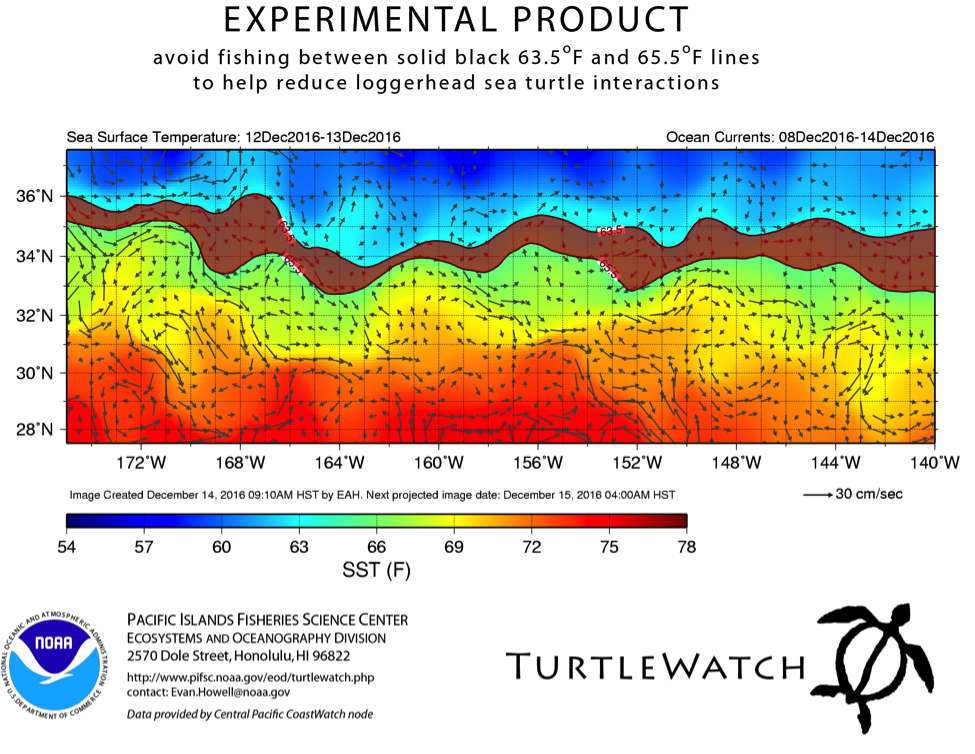 EXPERIMENTAL PRODUCT
avoid fishing between solid black 63.5°F and 65.5°F lines
to help reduce loggerhead sea turtle interactions
Sea Surface Temperature: 12Dec2016-13Dec2016
Ocean Currents: 08Dec2016-14Dec2016
36°N
34°N
32°N
30°N
28°N
63.5
65.5
63.5
65.5
172°W 168°W 164°W 160°W 156°W 152°W 148°W 144°W 140°W
Image Created December 14, 2016 09:10AM HST by EAH. Next projected image date: December 15, 2016 04:00AM HST
30 cm/sec
54 57 60 63 66 69 72 75 78
SST (F)
NATIONAL OCEANIC AND ATMOSPHERIC ADMINISTRATION
U.S. DEPARTMENT OF COMMERCE
NOAA
PACIFIC ISLANDS FISHERIES SCIENCE CENTER
ECOSYSTEMS AND OCEANOGRAPHY DIVISION
2570 Dole Street, Honolulu, HI 96822
http://www.pifsc.noaa.gov/eod/turtlewatch.php
contact: Evan.Howell@noaa.gov
Data provided by Central Pacific CoastWatch node
TURTLEWATCH